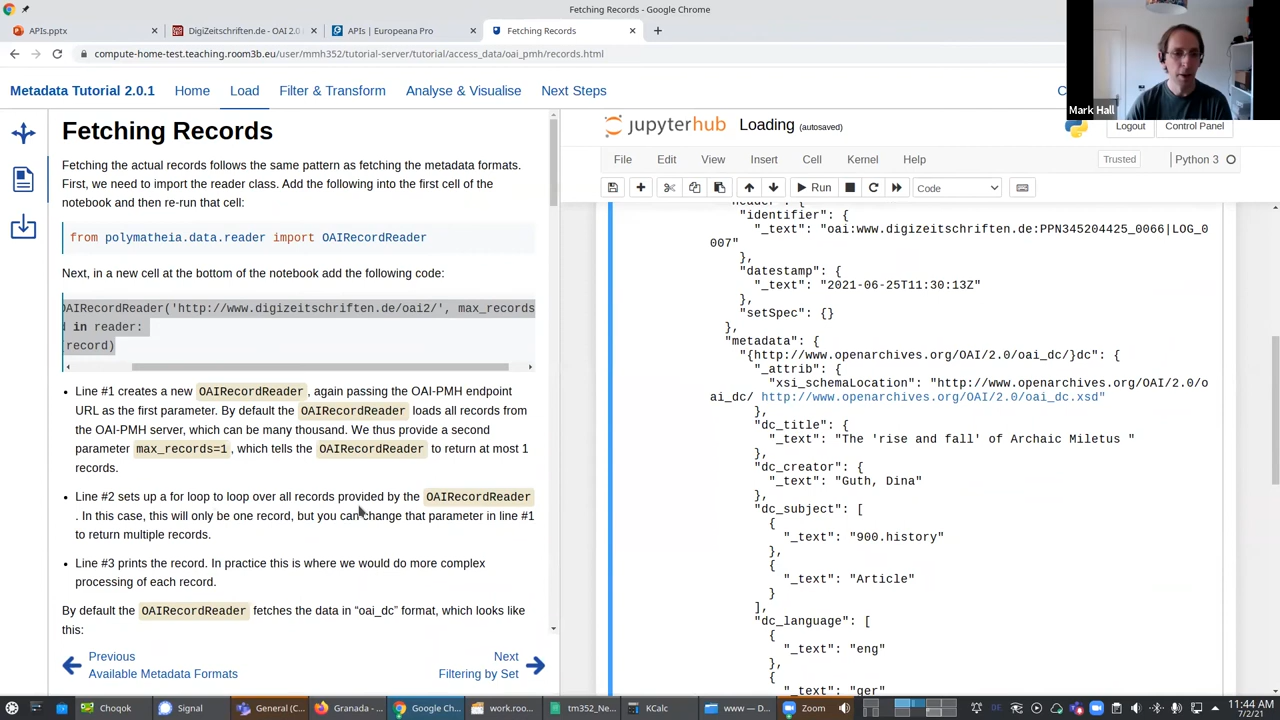 Fetching Records - Google Chrome
APIs.pptx
DigiZeitschriften.de - OAI 2.0
APIs | Europeana Pro
Fetching Records
compute-home-test.teaching.room3b.eu/user/mmh352/tutorial-server/tutorial/access_data/oai_pmh/records.html
Mark Hall
Metadata Tutorial 2.0.1
Home
Load
Filter & Transform
Analyse & Visualise
Next Steps
Fetching Records
Fetching the actual records follows the same pattern as fetching the metadata formats.
First, we need to import the reader class. Add the following into the first cell of the
notebook and then re-run that cell:
from polymatheia.data.reader import OAIRecordReader
Next, in a new cell at the bottom of the notebook add the following code:
OAIRecordReader('http://www.digizeitschriften.de/oai2/', max_records
d in reader:
record)
• Line #1 creates a new OAIRecordReader, again passing the OAI-PMH endpoint
URL as the first parameter. By default the OAIRecordReader loads all records from
the OAI-PMH server, which can be many thousand. We thus provide a second
parameter max_records=1, which tells the OAIRecordReader to return at most 1
records.
• Line #2 sets up a for loop to loop over all records provided by the OAIRecordReader
. In this case, this will only be one record, but you can change that parameter in line #1
to return multiple records.
• Line #3 prints the record. In practice this is where we would do more complex
processing of each record.
By default the OAIRecordReader fetches the data in “oai_dc” format, which looks like
this:
Previous
Available Metadata Formats
Next
Filtering by Set
jupyterhub Loading (autosaved)
Logout
Control Panel
File Edit View Insert Cell Kernel Help
Trusted
Python 3
Run
Code
"header": {
"identifier": {
"_text": "oai:www.digizeitschriften.de:PPN345204425_0066|LOG_0
007"
},
"datestamp": {
"_text": "2021-06-25T11:30:13Z"
},
"setSpec": {}
},
"metadata": {
"{http://www.openarchives.org/OAI/2.0/oai_dc/}dc": {
"_attrib": {
"xsi_schemaLocation": "http://www.openarchives.org/OAI/2.0/o
ai_dc/ http://www.openarchives.org/OAI/2.0/oai_dc.xsd"
},
"dc_title": {
"_text": "The 'rise and fall' of Archaic Miletus "
},
"dc_creator": {
"_text": "Guth, Dina"
},
"dc_subject": [
{
"_text": "900.history"
},
{
"_text": "Article"
}
],
"dc_language": [
{
"_text": "eng"
},
{
"_text": "ger"
Choqok
Signal
General (C...
Granada - ...
Google Ch...
work.roo...
tm352_Ne...
KCalc
www — D...
Zoom
11:44 AM
7/2/21